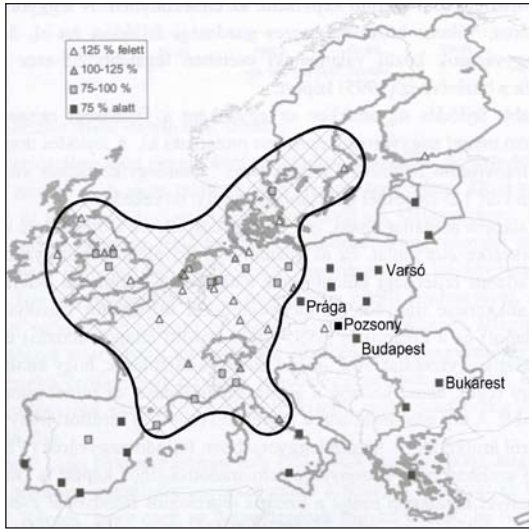 125 % felett
100-125 %
75-100 %
75 % alatt
Varsó
Prága
Pozsony
Budapest
Bukarest